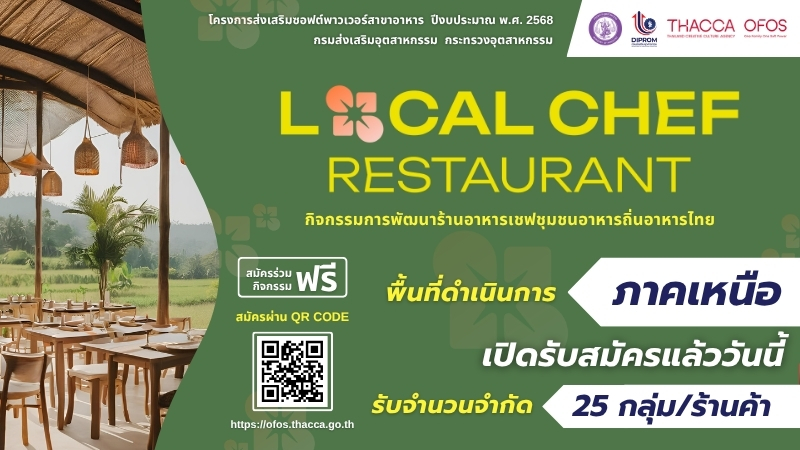 โครงการส่งเสริมซอฟต์พาวเวอร์สาขาอาหาร ปีงบประมาณ พ.ศ. 2568
กรมส่งเสริมอุตสาหกรรม กระทรวงอุตสาหกรรม
DIPROM
THACCA OFOS
THAILAND CREATIVE CULTURE AGENCY
LOCAL CHEF
RESTAURANT
กิจกรรมการพัฒนาร้านอาหารเชฟชุมชนอาหารถิ่นอาหารไทย
สมัครร่วม
กิจกรรม ฟรี
สมัครผ่าน QR CODE
https://ofos.thacca.go.th
พื้นที่ดำเนินการ ภาคเหนือ
เปิดรับสมัครแล้ววันนี้
รับจำนวนจำกัด 25 กลุ่ม/ร้านค้า